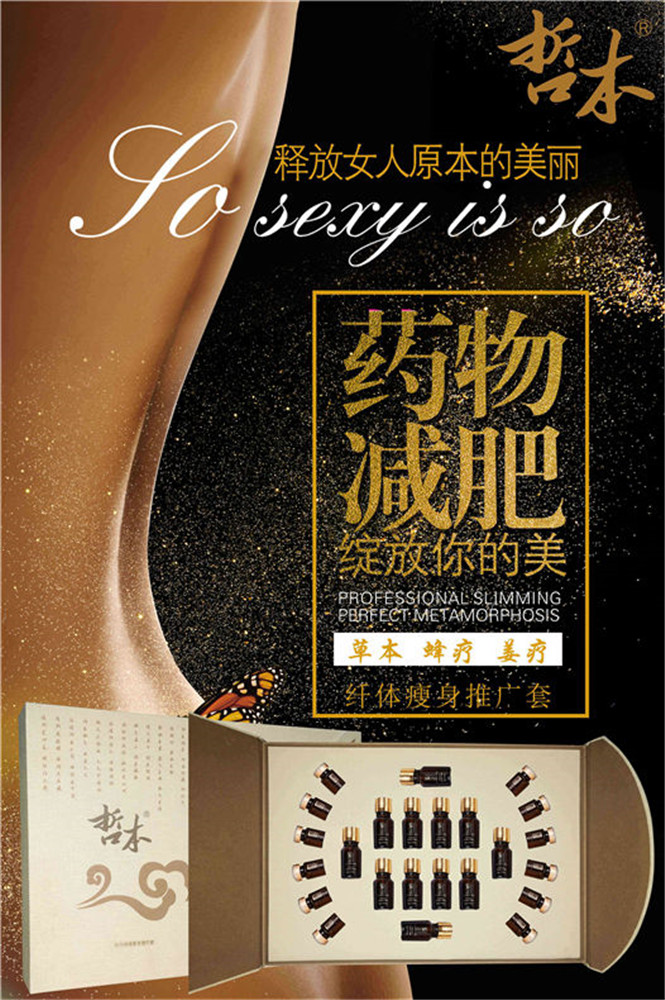 哲本®
释放女人原本的美丽
So sexy is so
药物
减肥
绽放你的美
PROFESSIONAL SLIMMING
PERFECT METAMORPHOSIS
草本 蜂疗 姜疗
纤体瘦身推广套
哲本®